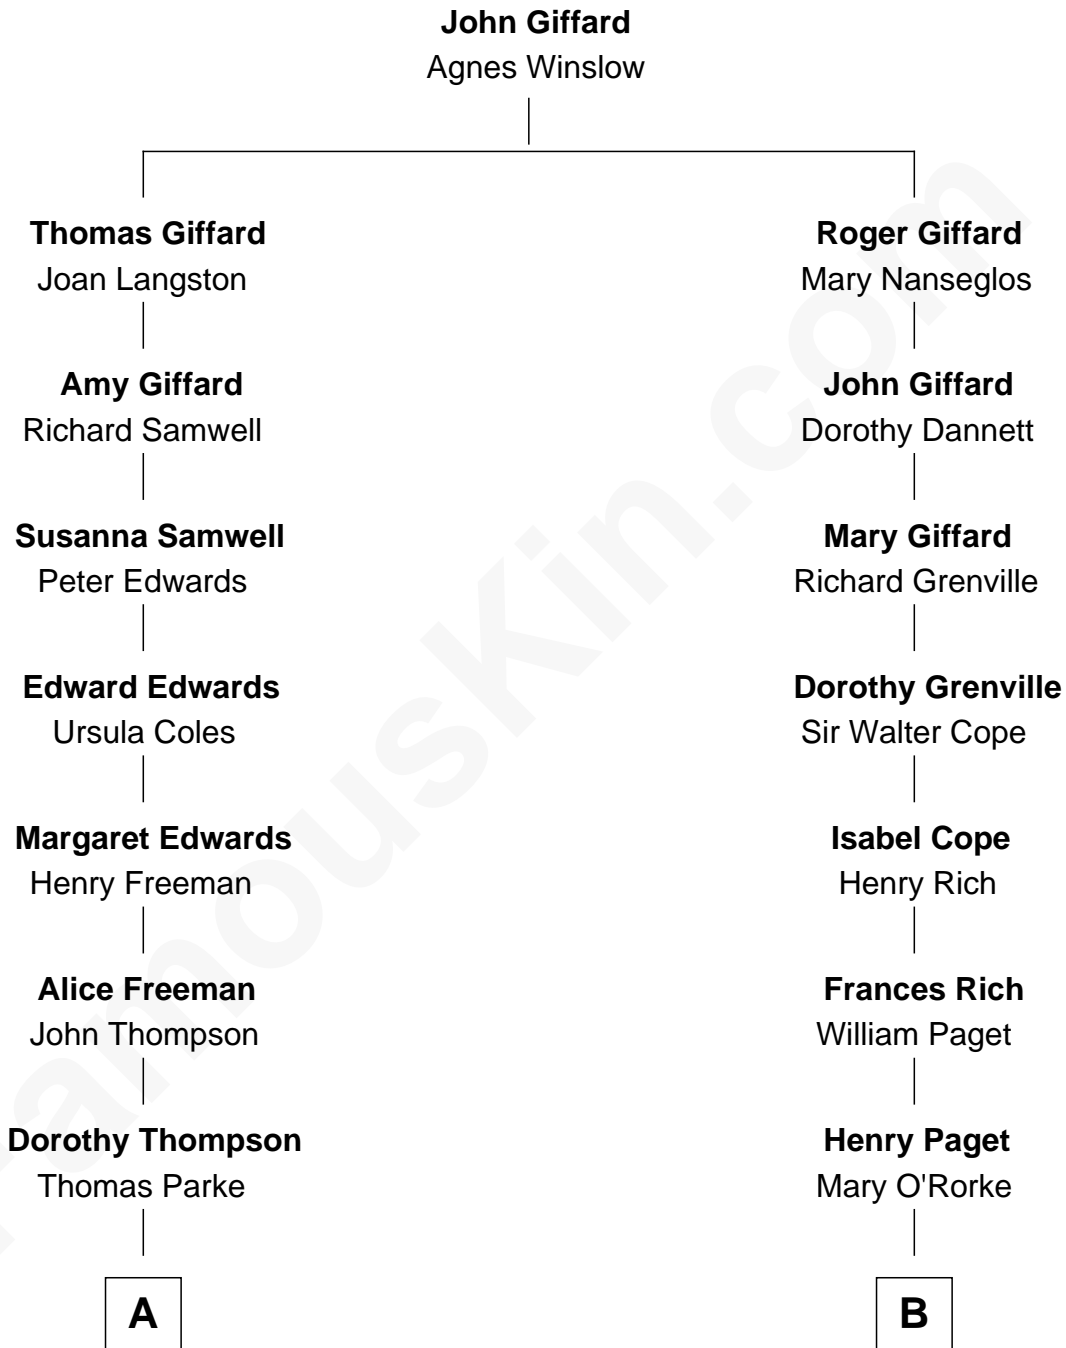 John Giffard
Agnes Winslow
Thomas Giffard
Joan Langston
Roger Giffard
Mary Nanseglos
Amy Giffard
Richard Samwell
John Giffard
Dorothy Dannett
Susanna Samwell
Peter Edwards
Mary Giffard
Richard Grenville
Edward Edwards
Ursula Coles
Dorothy Grenville
Sir Walter Cope
Margaret Edwards
Henry Freeman
Isabel Cope
Henry Rich
Alice Freeman
John Thompson
Frances Rich
William Paget
Dorothy Thompson
Thomas Parke
Henry Paget
Mary O'Rorke
A
B
FamousKin.com